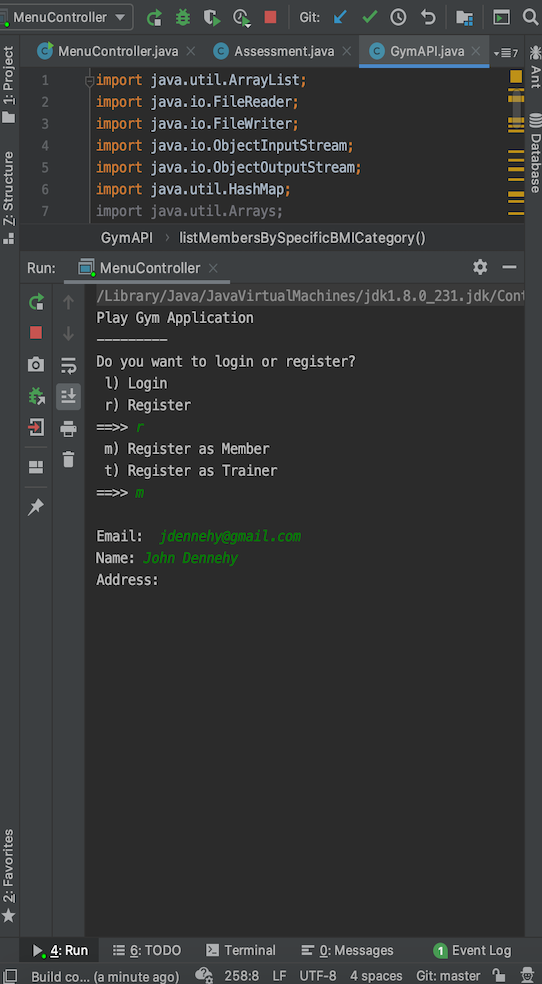 MenuController
Git:
MenuController.java
Assessment.java
GymAPI.java
7
1: Project
Z: Structure
2: Favorites
Ant
Database
1 import java.util.ArrayList;
2 import java.io.FileReader;
3 import java.io.FileWriter;
4 import java.io.ObjectInputStream;
5 import java.io.ObjectOutputStream;
6 import java.util.HashMap;
7 import java.util.Arrays;
GymAPI > listMembersBySpecificBMICategory()
Run: MenuController
/Library/Java/JavaVirtualMachines/jdk1.8.0_231.jdk/Cont
Play Gym Application
---------
Do you want to login or register?
l) Login
r) Register
==>> r
m) Register as Member
t) Register as Trainer
==>> m
Email: jdennehy@gmail.com
Name: John Dennehy
Address:
4: Run
6: TODO
Terminal
0: Messages
1 Event Log
Build co... (a minute ago)
258:8
LF
UTF-8
4 spaces
Git: master